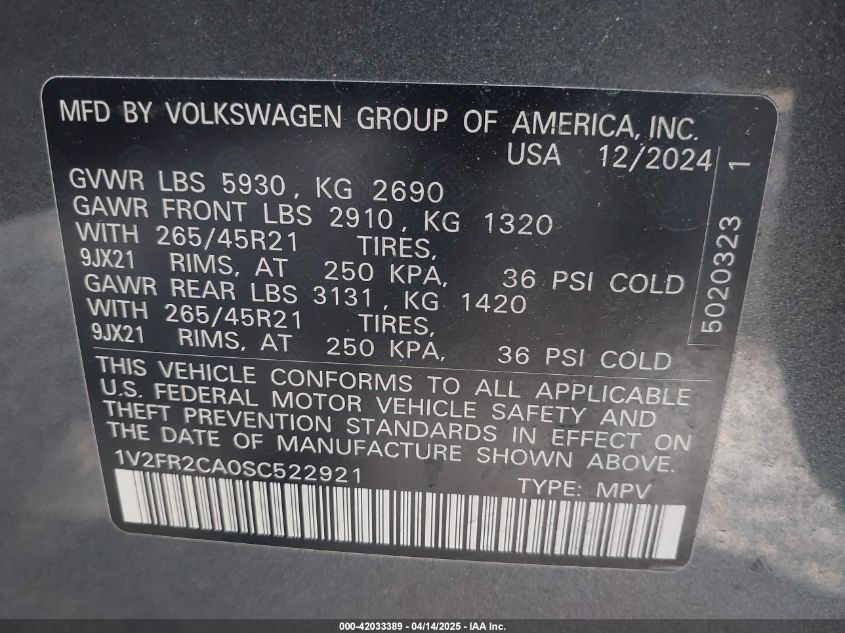 MFD BY VOLKSWAGEN GROUP OF AMERICA, INC.
USA 12/2024
GVWR LBS 5930, KG 2690
GAWR FRONT LBS 2910, KG 1320
WITH 265/45R21 TIRES,
9JX21 RIMS, AT 250 KPA, 36 PSI COLD
GAWR REAR LBS 3131, KG 1420
WITH 265/45R21 TIRES,
9JX21 RIMS, AT 250 KPA, 36 PSI COLD
5020323 1
THIS VEHICLE CONFORMS TO ALL APPLICABLE
U.S. FEDERAL MOTOR VEHICLE SAFETY AND
THEFT PREVENTION STANDARDS IN EFFECT ON
THE DATE OF MANUFACTURE SHOWN ABOVE.
1V2FR2CA0SC522921 TYPE: MPV
000-42033389 - 04/14/2025 - IAA Inc.